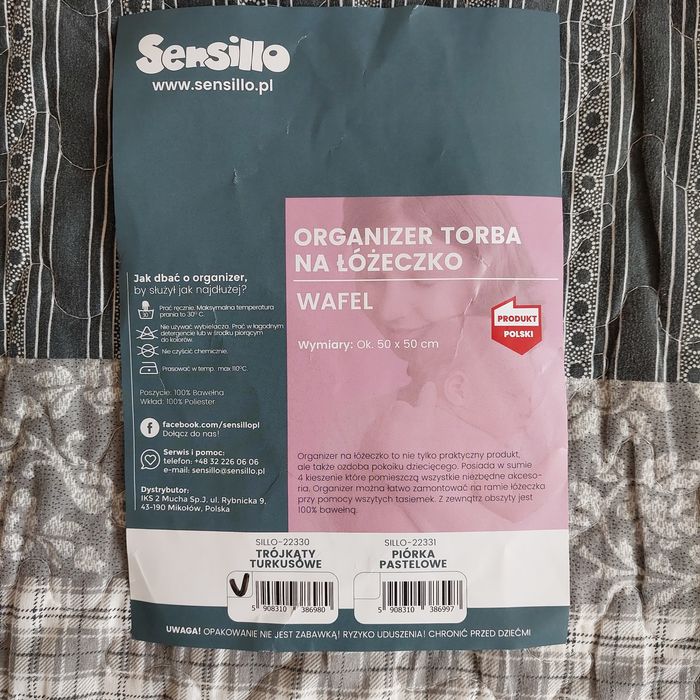 Sensillo
www.sensillo.pl
ORGANIZER TORBA
NA ŁÓŻECZKO
WAFEL
Wymiary: Ok. 50 x 50 cm
PRODUKT
POLSKI
Jak dbać o organizer,
by służył jak najdłużej?
30
Prać ręcznie. Maksymalna temperatura
prania to 30°C.
Nie używać wybielacza. Prać w łagodnym
detergencie lub w środku piorącym
do kolorów.
Nie czyścić chemicznie.
Prasować w temp. max 110°C.
Poszycie: 100% Bawełna
Wkład: 100% Poliester
facebook.com/sensillopl
Dołącz do nas!
Serwis i pomoc:
telefon: +48 32 226 06 06
e-mail: sensillo@sensillo.pl
Dystrybutor:
IKS 2 Mucha Sp.J. ul. Rybnicka 9,
43-190 Mikołów, Polska
Organizer na łóżeczko to nie tylko praktyczny produkt,
ale także ozdoba pokoiku dziecięcego. Posiada w sumie
4 kieszenie które pomieszczą wszystkie niezbędne akceso-
ria. Organizer można łatwo zamontować na ramie łóżeczka
przy pomocy wszytych tasiemek. Z zewnątrz obszyty jest
100% bawełną.
SILLO-22330
TRÓJKĄTY
TURKUSOWE
5 908310 386980
SILLO-22331
PIÓRKA
PASTELOWE
5 908310 386997
UWAGA! OPAKOWANIE NIE JEST ZABAWKĄ! RYZYKO UDUSZENIA! CHRONIĆ PRZED DZIEĆMI